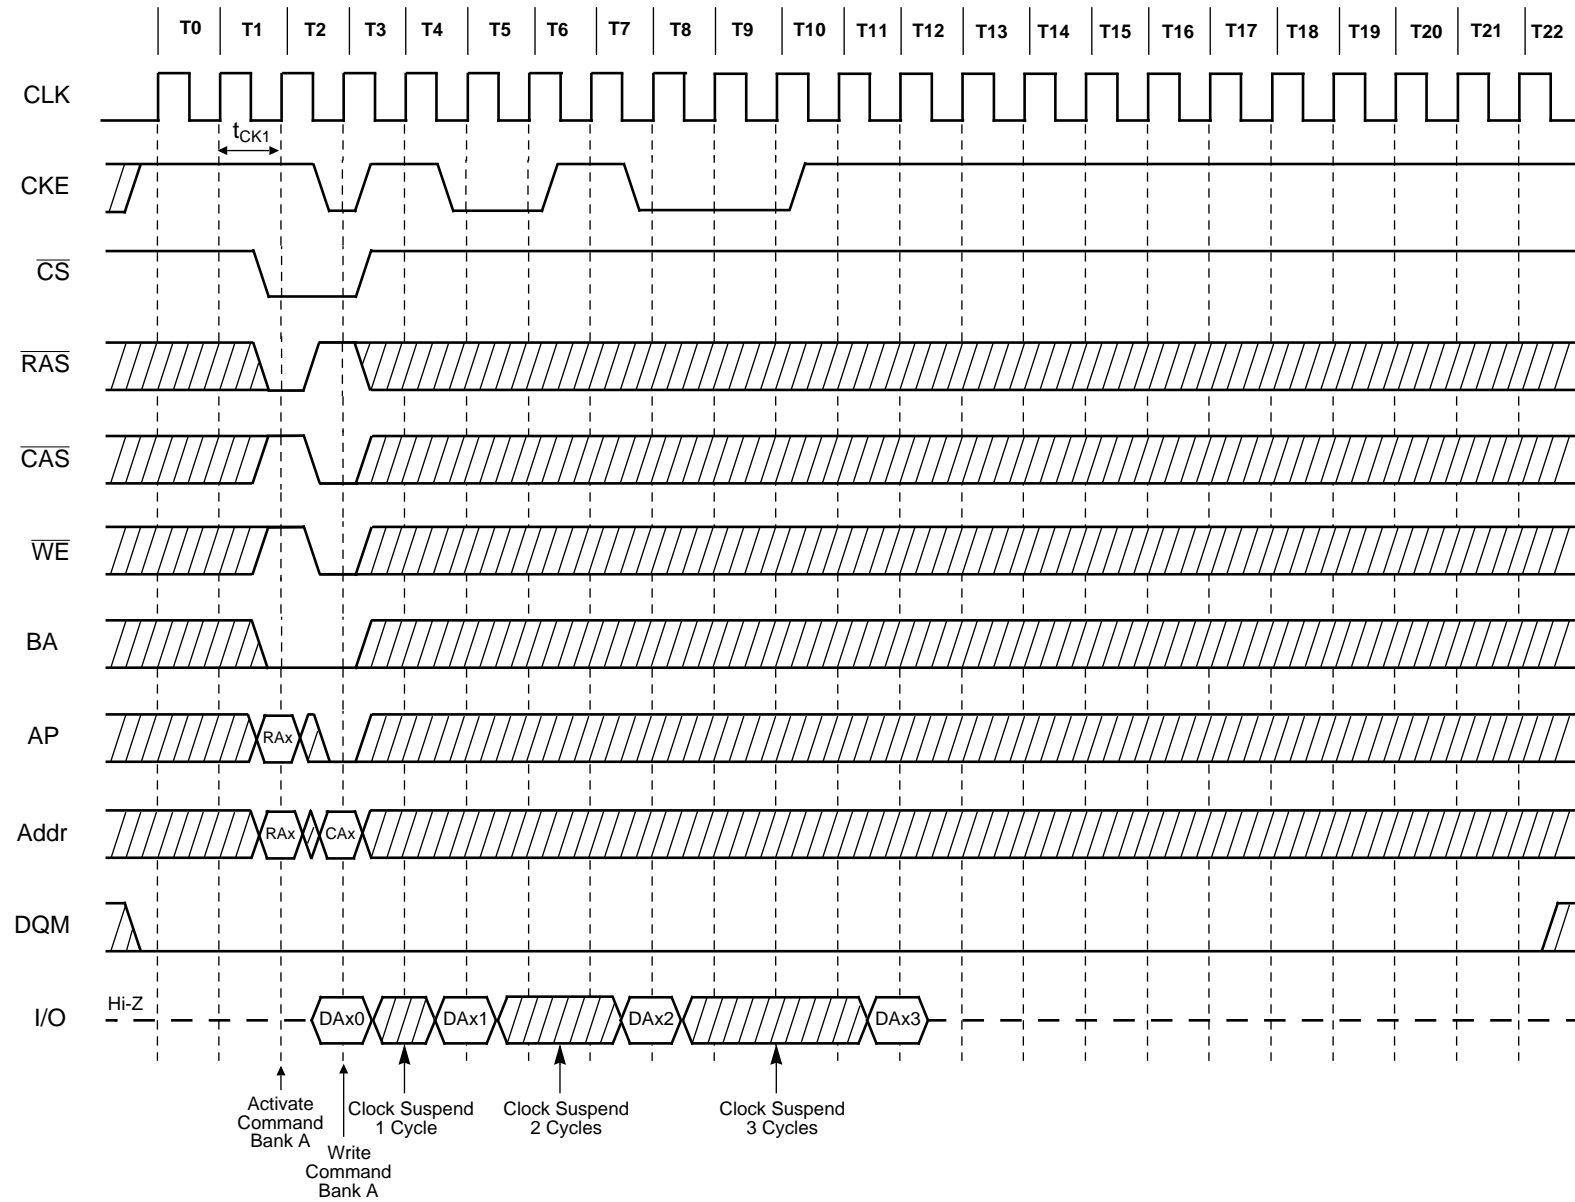 T0 T1 T2 T3 T4 T5 T6 T7 T8 T9 T10 T11 T12 T13 T14 T15 T16 T17 T18 T19 T20 T21 T22
CLK
tCK1
CKE
CS
RAS
CAS
WE
BA
AP RAx
Addr RAx CAx
DQM
Hi-Z
I/O DAx0 DAx1 DAx2 DAx3
Activate
Command
Bank A
Write
Command
Bank A
Clock Suspend
1 Cycle
Clock Suspend
2 Cycles
Clock Suspend
3 Cycles